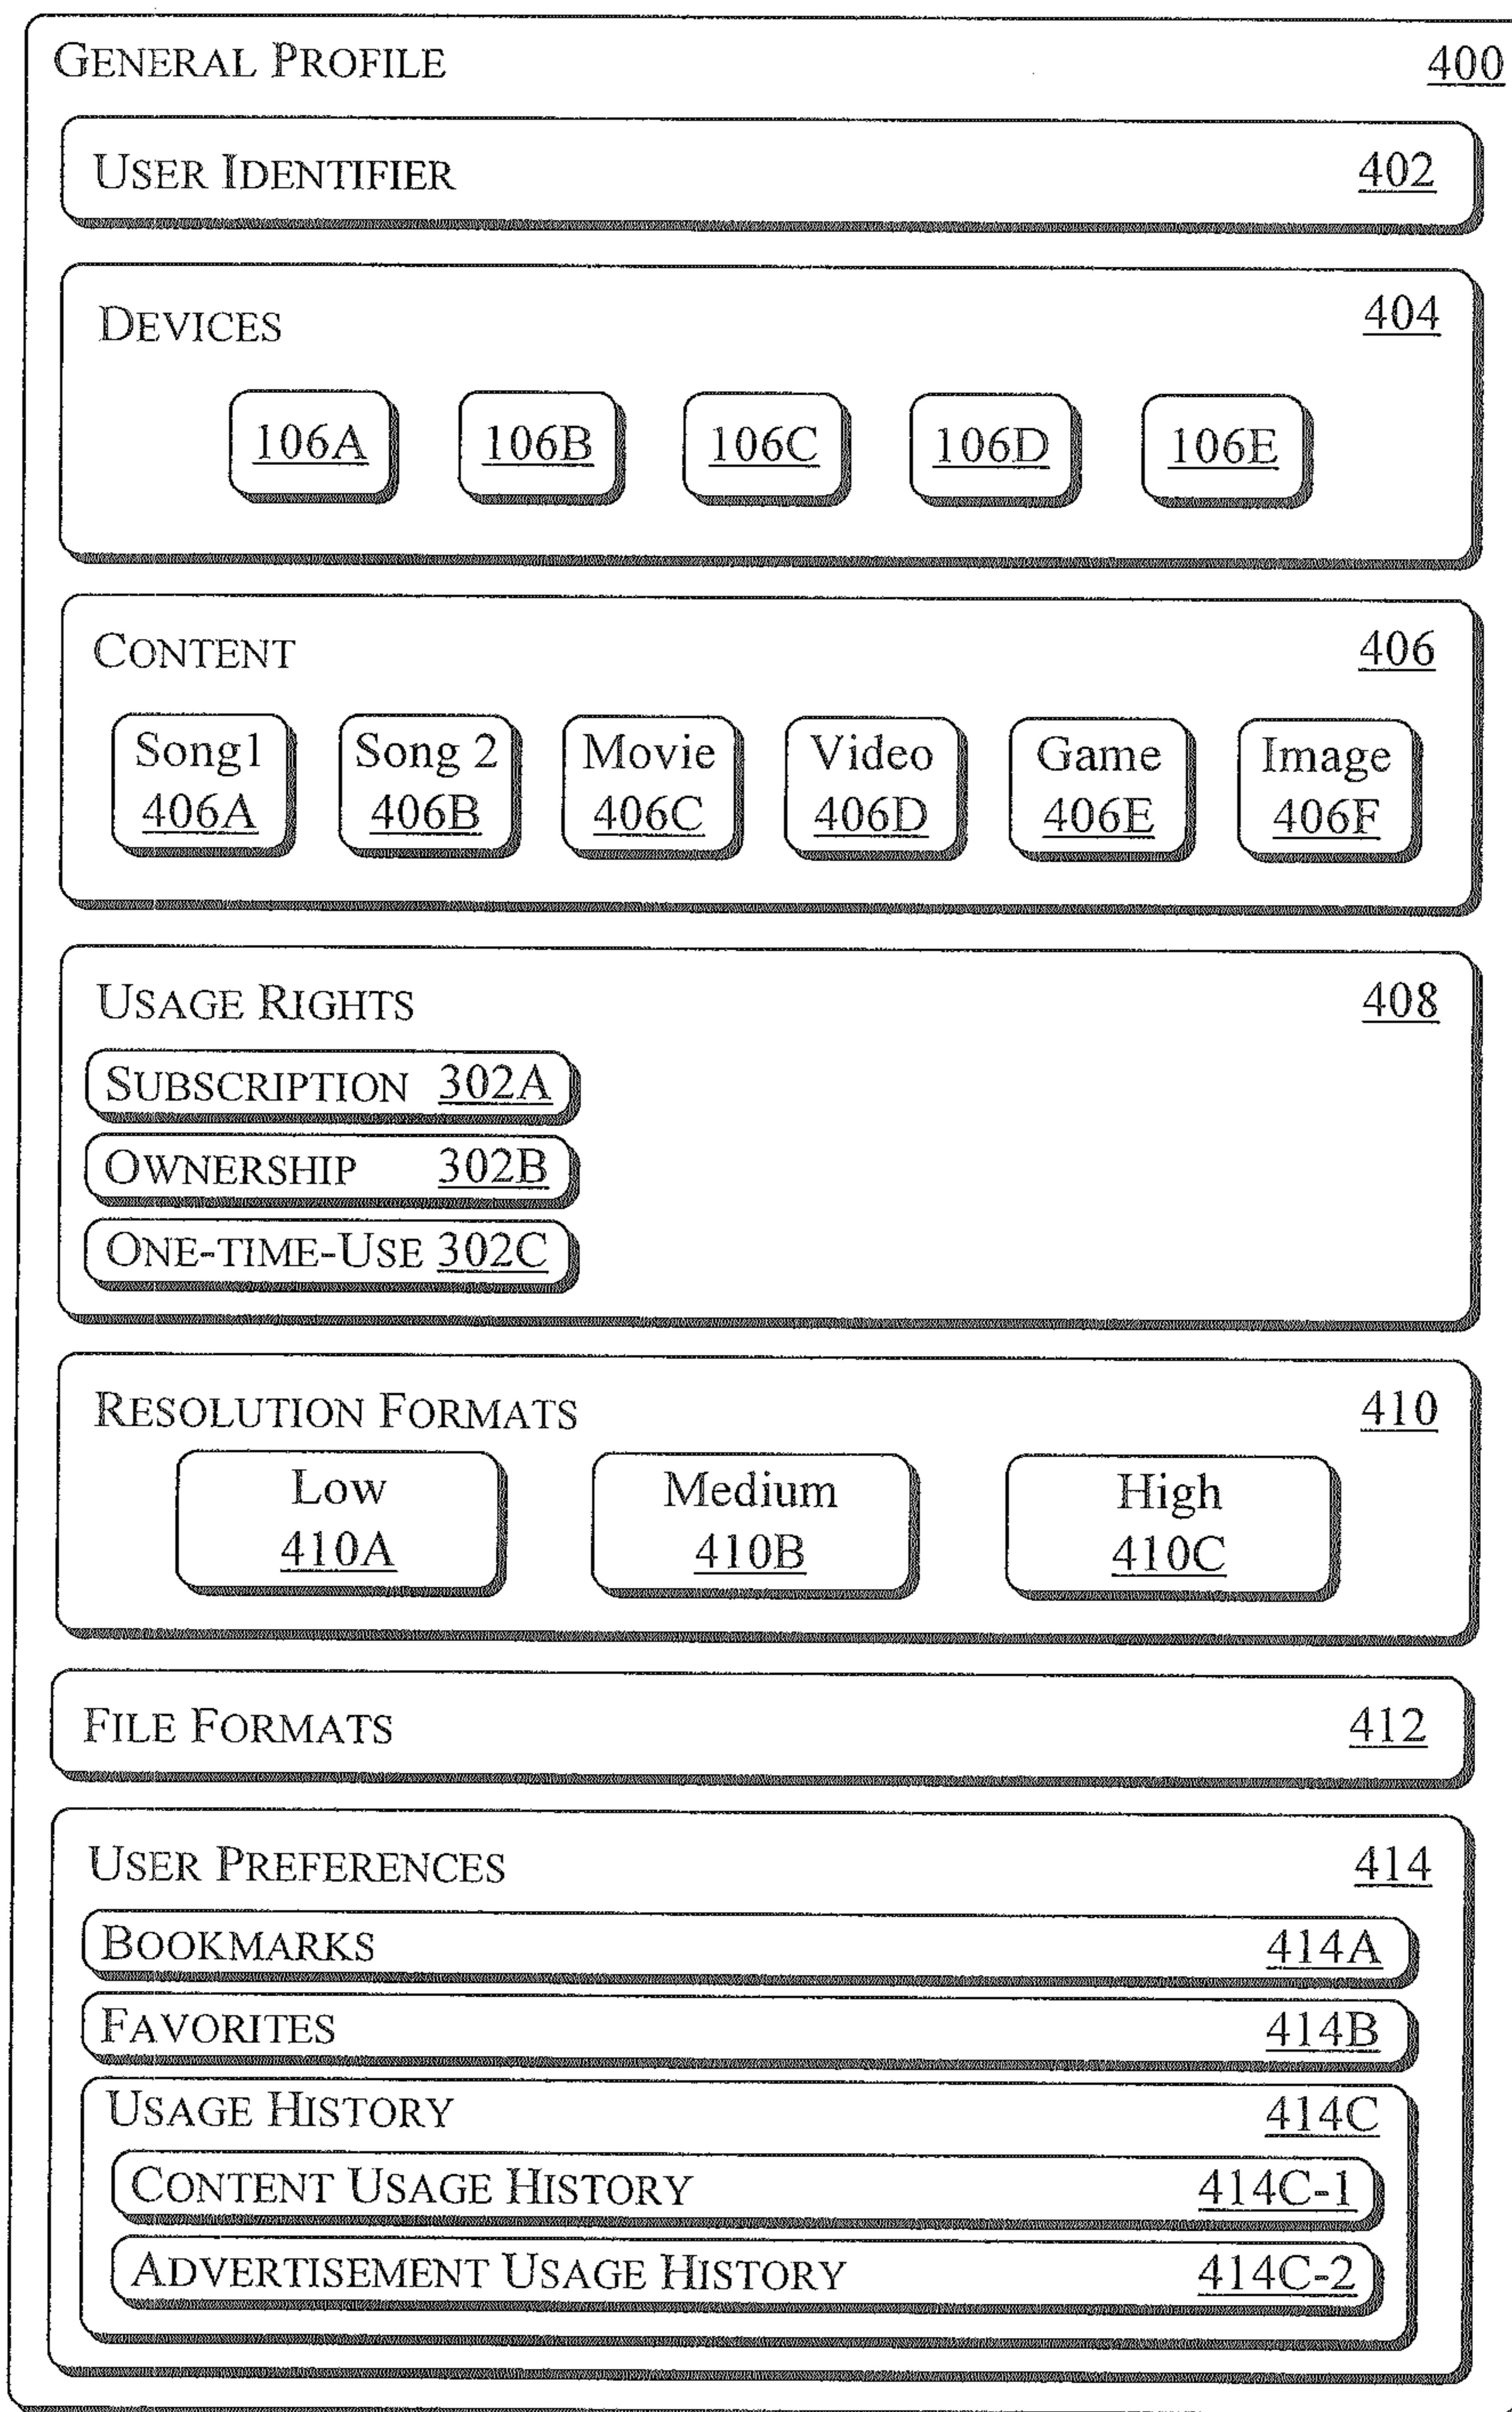 GENERAL PROFILE 400
USER IDENTIFIER 402
DEVICES 404
106A 106B 106C 106D 106E
CONTENT 406
Song1 Song 2 Movie Video Game Image
406A 406B 406C 406D 406E 406F
USAGE RIGHTS 408
SUBSCRIPTION 302A
OWNERSHIP 302B
ONE-TIME-USE 302C
RESOLUTION FORMATS 410
Low Medium High
410A 410B 410C
FILE FORMATS 412
USER PREFERENCES 414
BOOKMARKS 414A
FAVORITES 414B
USAGE HISTORY 414C
CONTENT USAGE HISTORY 414C-1
ADVERTISEMENT USAGE HISTORY 414C-2